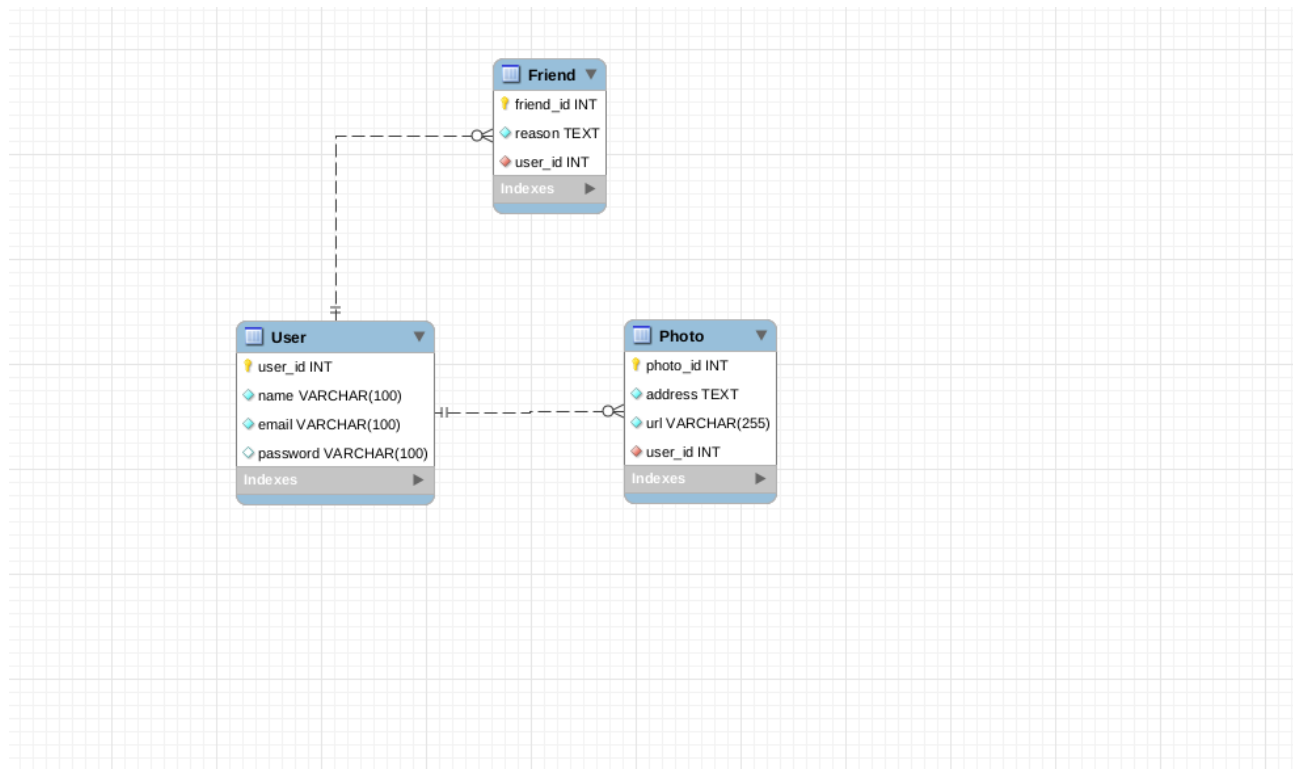 Friend
friend_id INT
reason TEXT
user_id INT
Indexes
User
user_id INT
name VARCHAR(100)
email VARCHAR(100)
password VARCHAR(100)
Indexes
Photo
photo_id INT
address TEXT
url VARCHAR(255)
user_id INT
Indexes